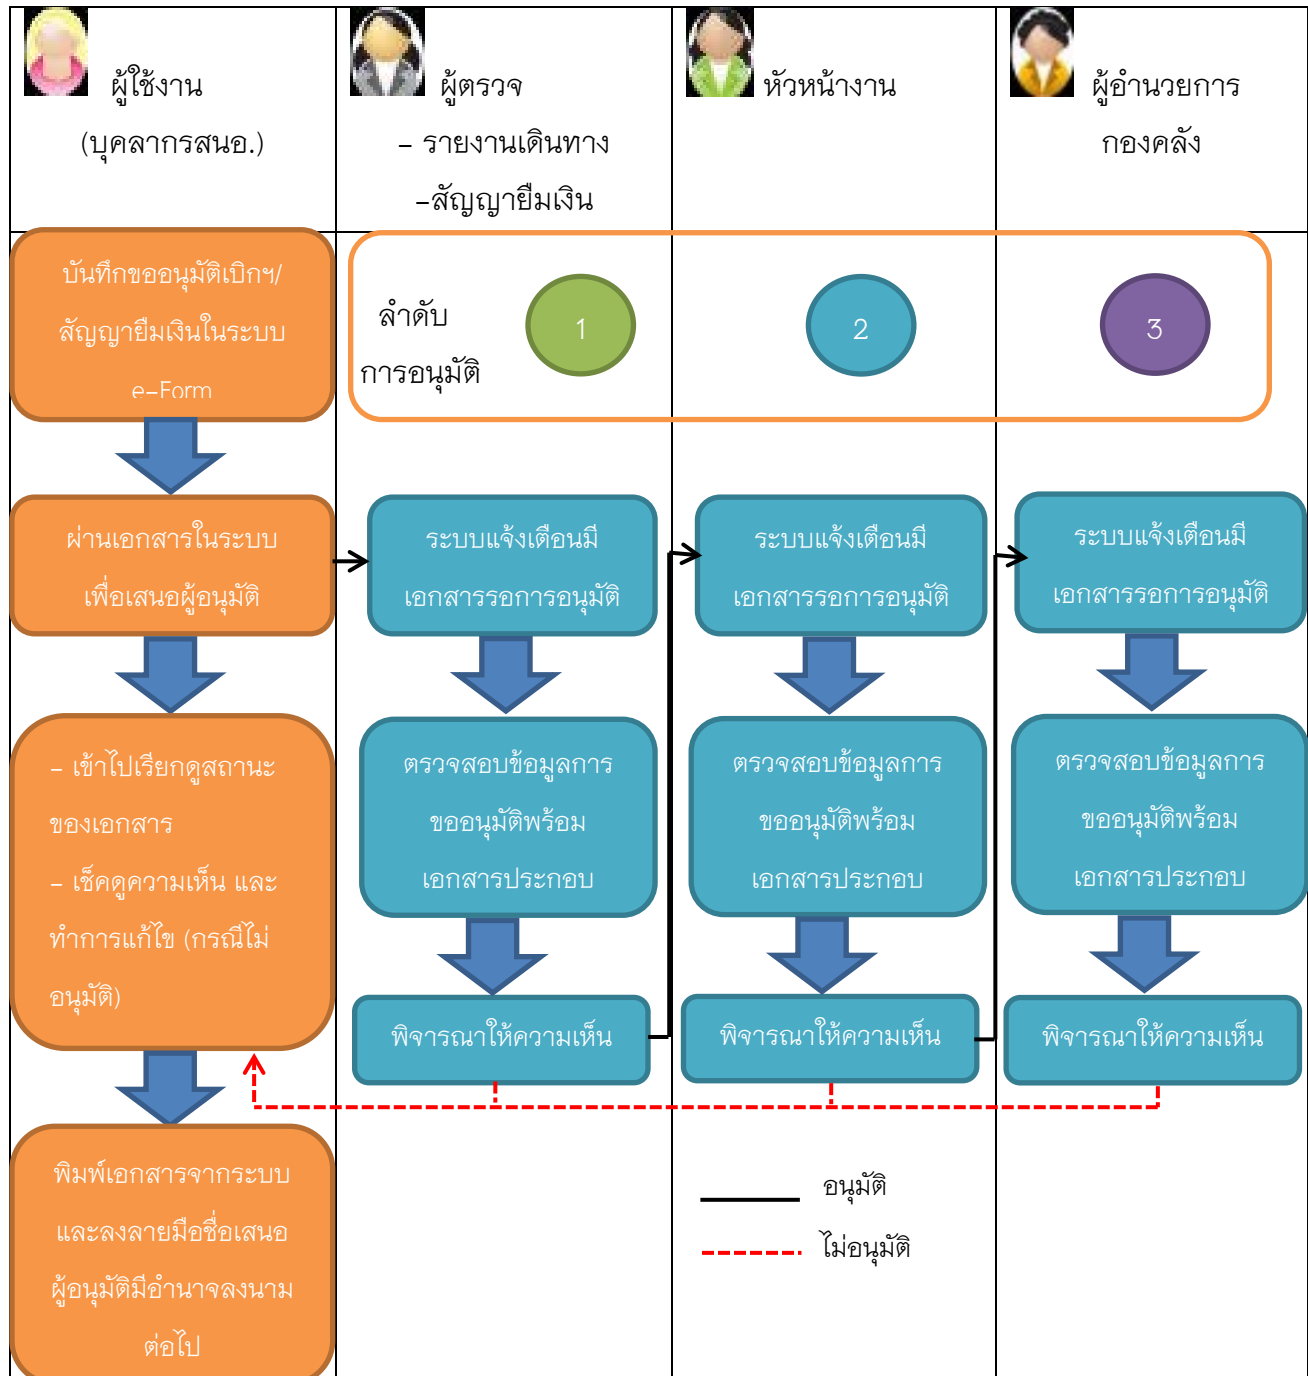 ผู้ใช้งาน
(บุคลากรสนอ.)
ผู้ตรวจ
- รายงานเดินทาง
-สัญญายืมเงิน
หัวหน้างาน
ผู้อำนวยการ
กองคลัง
บันทึกขออนุมัติเบิกฯ/
สัญญายืมเงินในระบบ
e-Form
ลำดับ
การอนุมัติ
1
2
3
ผ่านเอกสารในระบบ
เพื่อเสนอผู้อนุมัติ
ระบบแจ้งเตือนมี
เอกสารรอการอนุมัติ
ระบบแจ้งเตือนมี
เอกสารรอการอนุมัติ
ระบบแจ้งเตือนมี
เอกสารรอการอนุมัติ
- เข้าไปเรียกดูสถานะ
ของเอกสาร
- เช็คดูความเห็น และ
ทำการแก้ไข (กรณีไม่
อนุมัติ)
ตรวจสอบข้อมูลการ
ขออนุมัติพร้อม
เอกสารประกอบ
ตรวจสอบข้อมูลการ
ขออนุมัติพร้อม
เอกสารประกอบ
ตรวจสอบข้อมูลการ
ขออนุมัติพร้อม
เอกสารประกอบ
พิจารณาให้ความเห็น
พิจารณาให้ความเห็น
พิจารณาให้ความเห็น
พิมพ์เอกสารจากระบบ
และลงลายมือชื่อเสนอ
ผู้อนุมัติมีอำนาจลงนาม
ต่อไป
อนุมัติ
ไม่อนุมัติ